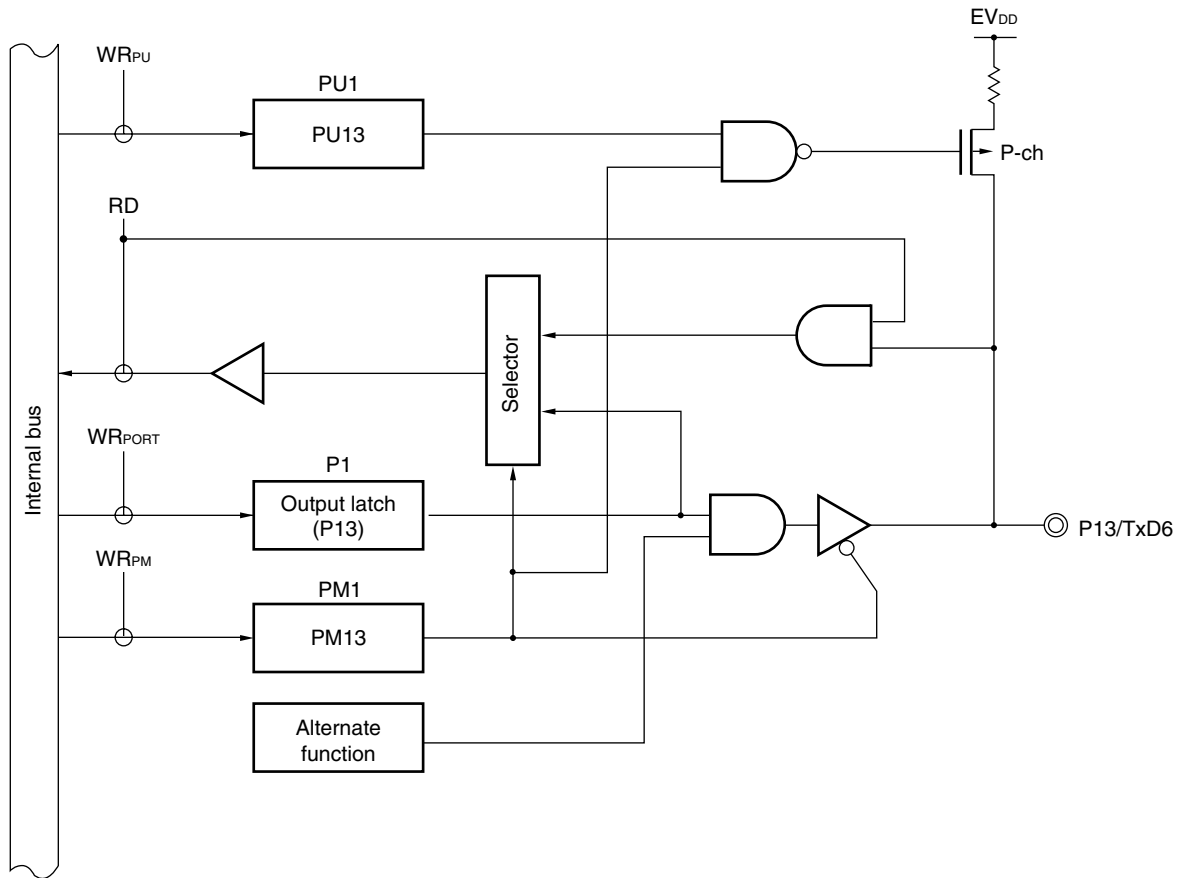 EVDD
WRPU
PU1
PU13
P-ch
RD
Selector
Internal bus
WRPORT
P1
Output latch
(P13)
P13/TxD6
WRPM
PM1
PM13
Alternate
function